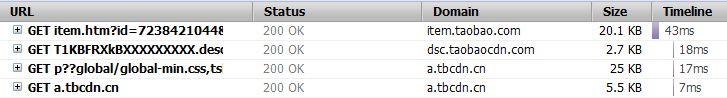 URL Status Domain Size Timeline
GET item.htm?id=72384210448 200 OK item.taobao.com 20.1 KB 43ms
GET T1KBFRXkBXXXXXXXXX.desc 200 OK dsc.taobaocdn.com 2.7 KB 18ms
GET p??global/global-min.css,ts 200 OK a.tbcdn.cn 25 KB 17ms
GET a.tbcdn.cn 200 OK a.tbcdn.cn 5.5 KB 7ms